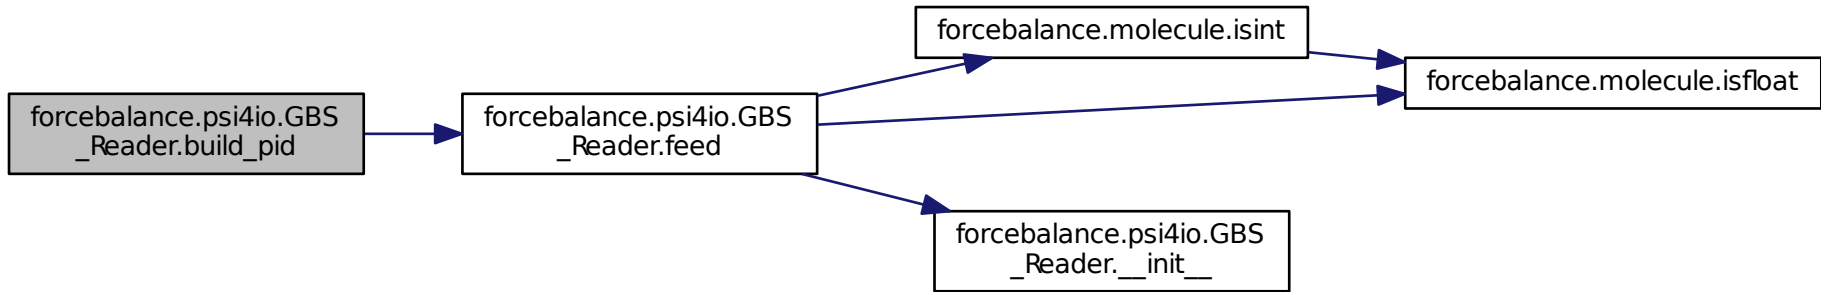 forcebalance.psi4io.GBS
_Reader.build_pid
forcebalance.psi4io.GBS
_Reader.feed
forcebalance.molecule.isint
forcebalance.molecule.isfloat
forcebalance.psi4io.GBS
_Reader.__init__